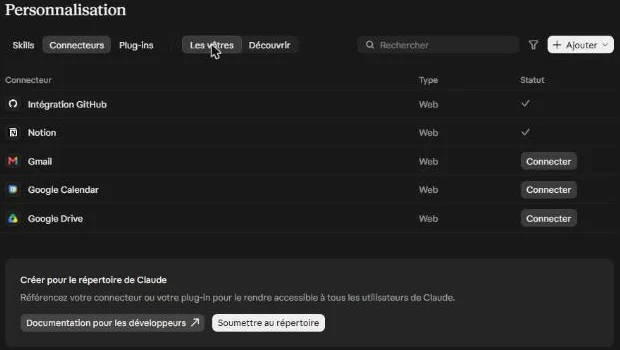 Personnalisation
Skills Connecteurs Plug-ins Les vôtres Découvrir Rechercher + Ajouter
Connecteur Type Statut
Intégration GitHub Web
Notion Web
Gmail Web Connecter
Google Calendar Web Connecter
Google Drive Web Connecter
Créer pour le répertoire de Claude
Référencez votre connecteur ou votre plug-in pour le rendre accessible à tous les utilisateurs de Claude.
Documentation pour les développeurs Soumettre au répertoire